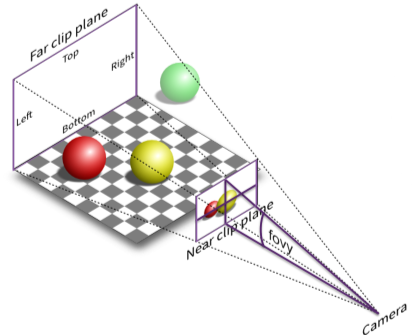 Far clip plane
Top
Right
Left
Bottom
Near clip plane
fovy
Camera